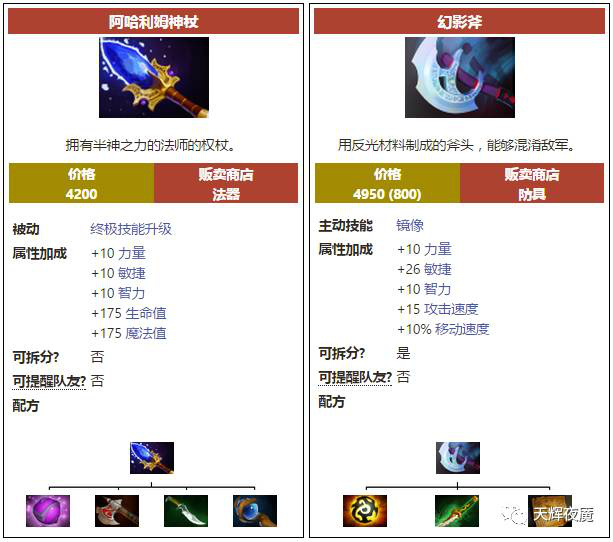 阿哈利姆神杖
拥有半神之力的法师的权杖。
价格
4200
贩卖商店
法器
被动 终极技能升级
属性加成 +10 力量
+10 敏捷
+10 智力
+175 生命值
+175 魔法值
可拆分? 否
可提醒队友? 否
配方
幻影斧
用反光材料制成的斧头，能够混淆敌军。
价格
4950 (800)
贩卖商店
防具
主动技能 镜像
属性加成 +10 力量
+26 敏捷
+10 智力
+15 攻击速度
+10% 移动速度
可拆分? 是
可提醒队友? 否
配方
天辉夜魇